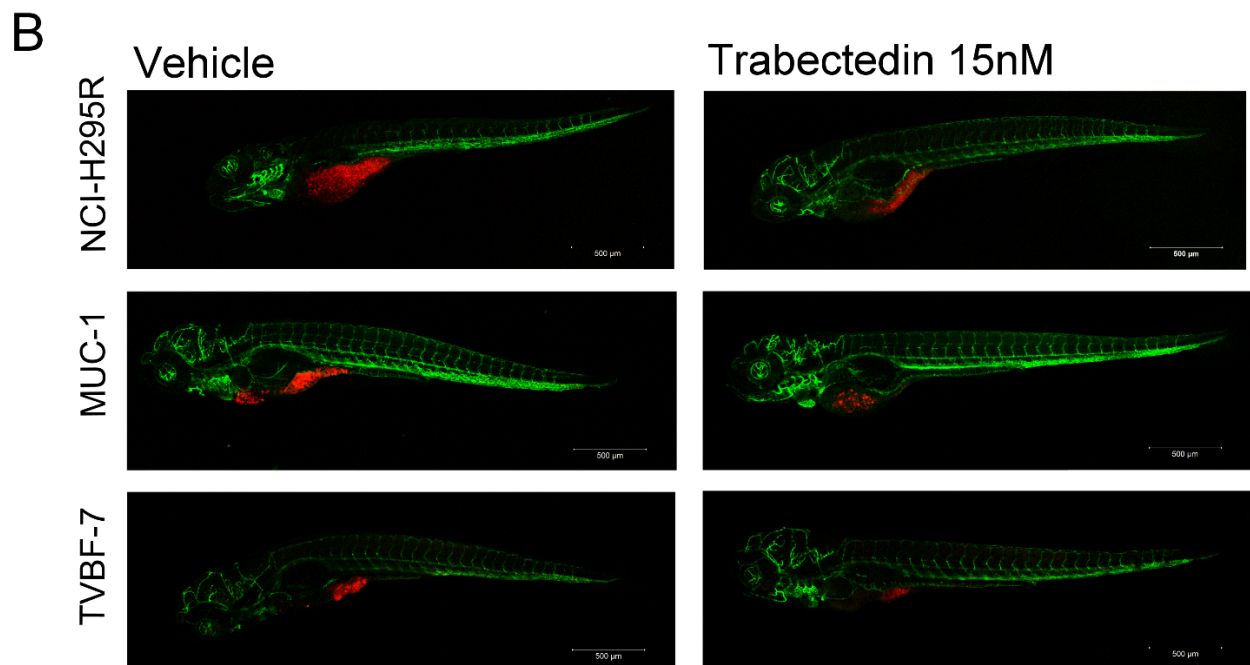 B
Vehicle
Trabectedin 15nM
NCI-H295R
500 µm
500 µm
MUC-1
500 µm
500 µm
TVBF-7
500 µm
500 µm